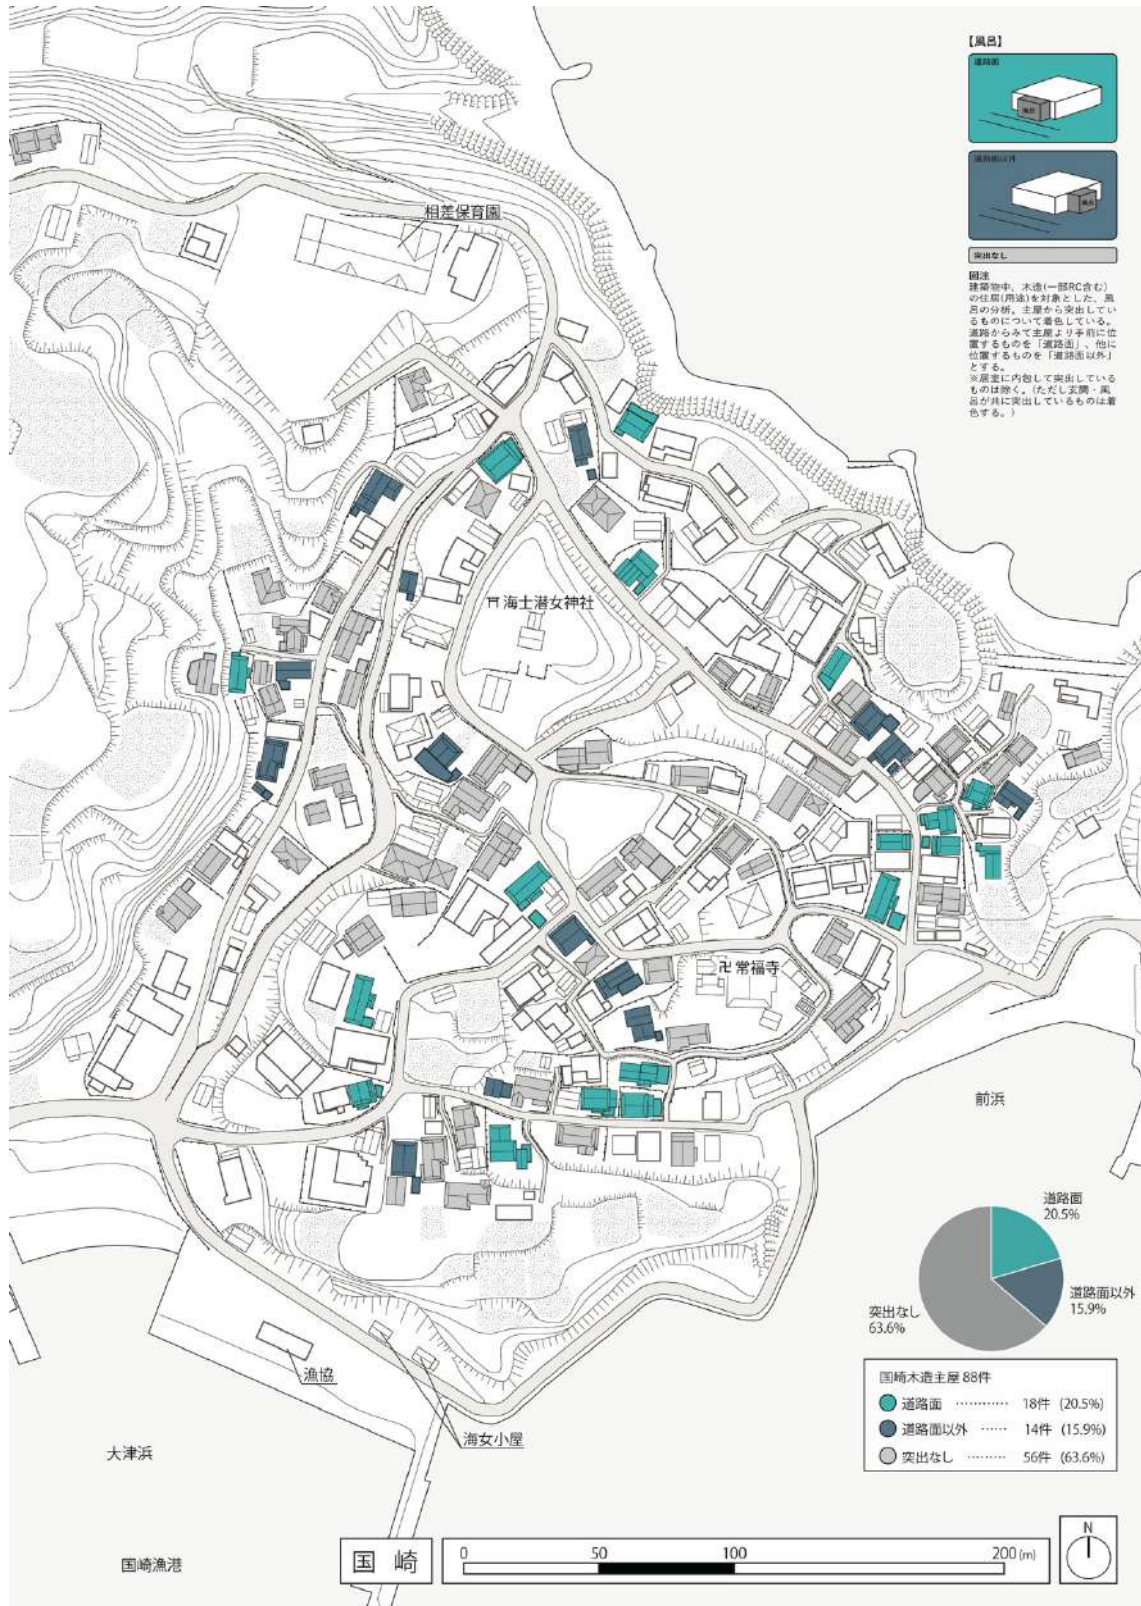 【風呂】
道路面
風呂
道路面以外
風呂
突出なし
図注
建築物中、木造(一部RC含む)
の住居(用途)を対象とした、風
呂の分析。主屋から突出してい
るものについて着色している。
道路からみて主屋より手前に位
置するものを「道路面」、他に
位置するものを「道路面以外」
とする。
※居室に内包して突出している
ものは除く。(ただし玄関・風
呂が共に突出しているものは着
色する。)
相差保育園
海士潜女神社
卍常福寺
前浜
道路面
20.5%
道路面以外
15.9%
突出なし
63.6%
国崎木造主屋 88件
道路面 ………… 18件 (20.5%)
道路面以外 …… 14件 (15.9%)
突出なし ……… 56件 (63.6%)
漁協
海女小屋
大津浜
国崎漁港
国 崎
0 50 100 200 (m)
N